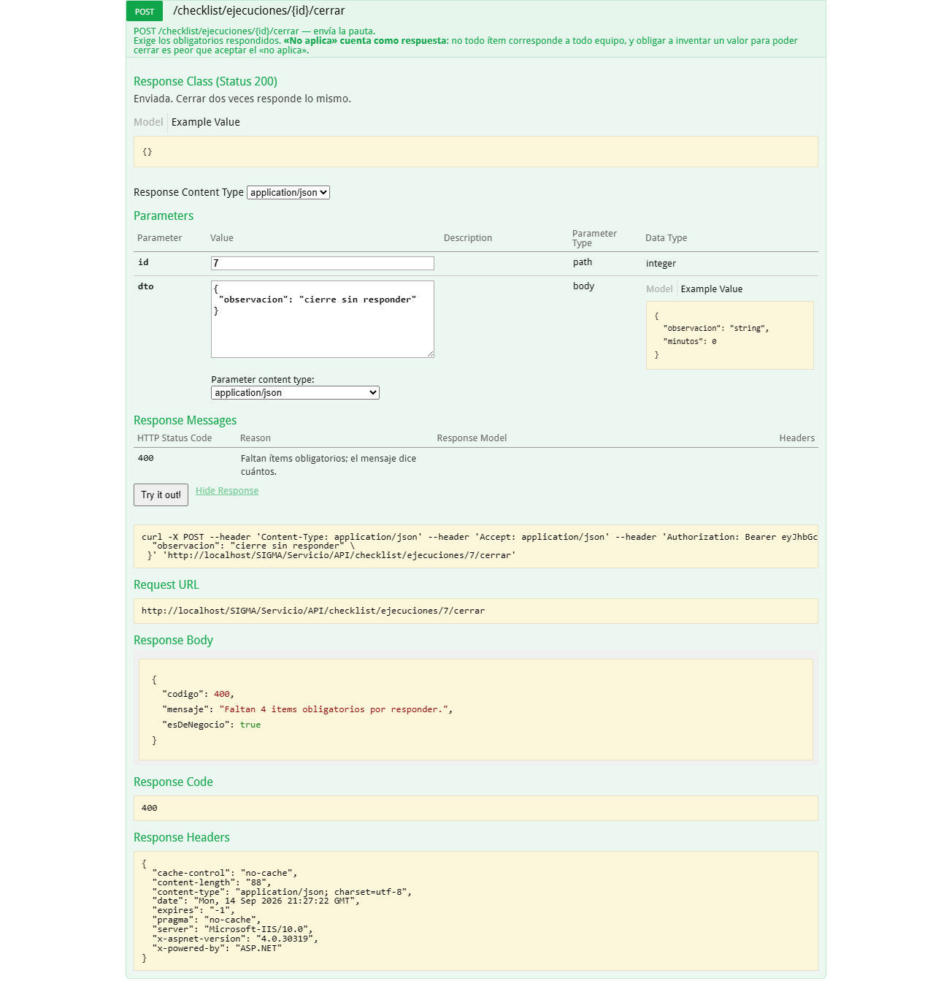 POST /checklist/ejecuciones/{id}/cerrar
POST /checklist/ejecuciones/{id}/cerrar — envía la pauta.
Exige los obligatorios respondidos. «No aplica» cuenta como respuesta: no todo ítem corresponde a todo equipo, y obligar a inventar un valor para poder
cerrar es peor que aceptar el «no aplica».
Response Class (Status 200)
Enviada. Cerrar dos veces responde lo mismo.
Model Example Value
{}
Response Content Type application/json
Parameters
Parameter Value Description Parameter Type Data Type
id 7 path integer
dto
{
"observacion": "cierre sin responder"
}
body
Model Example Value
{
"observacion": "string",
"minutos": 0
}
Parameter content type:
application/json
Response Messages
HTTP Status Code Reason Response Model Headers
400 Faltan ítems obligatorios; el mensaje dice
cuántos.
Try it out! Hide Response
curl -X POST --header 'Content-Type: application/json' --header 'Accept: application/json' --header 'Authorization: Bearer eyJhbGc
"observacion": "cierre sin responder" \
}' 'http://localhost/SIGMA/Servicio/API/checklist/ejecuciones/7/cerrar'
Request URL
http://localhost/SIGMA/Servicio/API/checklist/ejecuciones/7/cerrar
Response Body
{
"codigo": 400,
"mensaje": "Faltan 4 items obligatorios por responder.",
"esDeNegocio": true
}
Response Code
400
Response Headers
{
"cache-control": "no-cache",
"content-length": "88",
"content-type": "application/json; charset=utf-8",
"date": "Mon, 14 Sep 2026 21:27:22 GMT",
"expires": "-1",
"pragma": "no-cache",
"server": "Microsoft-IIS/10.0",
"x-aspnet-version": "4.0.30319",
"x-powered-by": "ASP.NET"
}